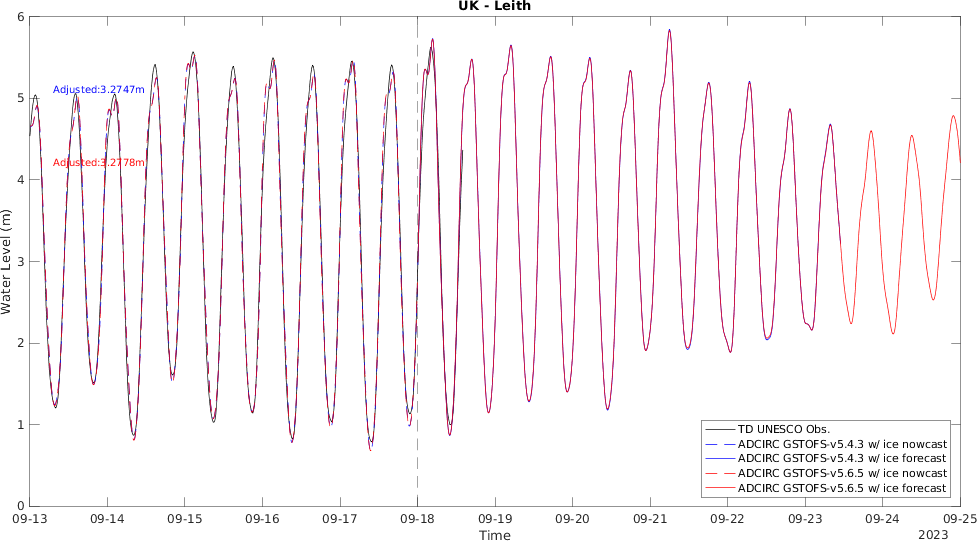 UK - Leith
6
5
4
3
2
1
0
Water Level (m)
Adjusted:3.2747m
Adjusted:3.2778m
TD UNESCO Obs.
ADCIRC GSTOFS-v5.4.3 w/ ice nowcast
ADCIRC GSTOFS-v5.4.3 w/ ice forecast
ADCIRC GSTOFS-v5.6.5 w/ ice nowcast
ADCIRC GSTOFS-v5.6.5 w/ ice forecast
09-13 09-14 09-15 09-16 09-17 09-18 09-19 09-20 09-21 09-22 09-23 09-24 09-25
Time
2023